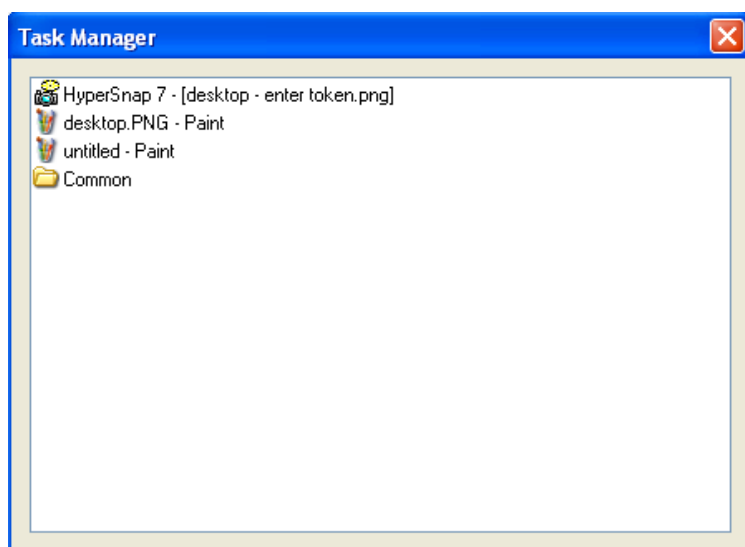 Task Manager
HyperSnap 7 - [desktop - enter token.png]
desktop.PNG - Paint
untitled - Paint
Common